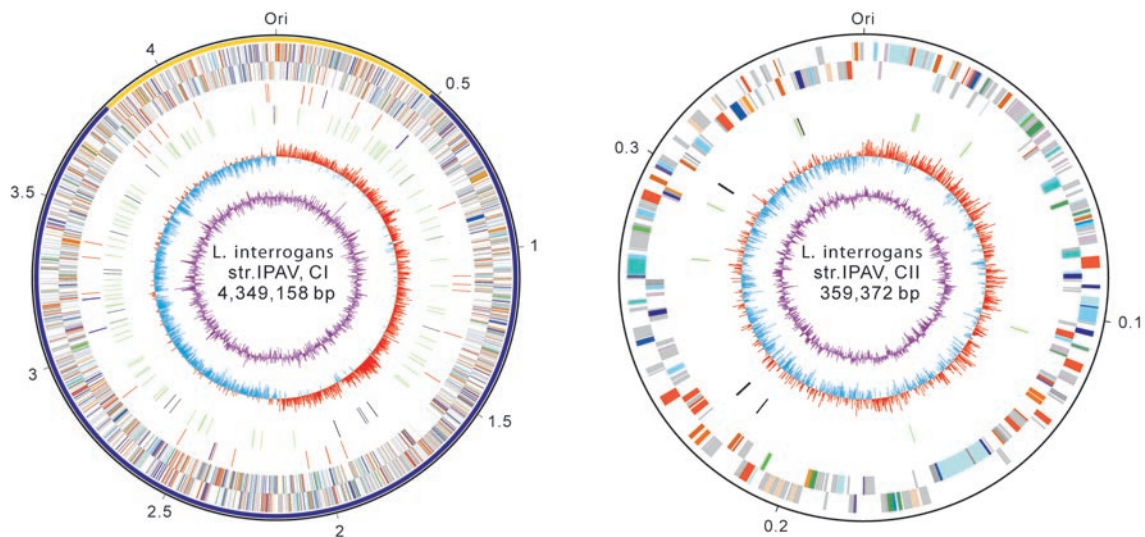 Ori
4
0.5
3.5
1
L. interrogans
str.IPAV, CI
4,349,158 bp
3
1.5
2.5
2
Ori
0.3
L. interrogans
str.IPAV, CII
359,372 bp
0.1
0.2